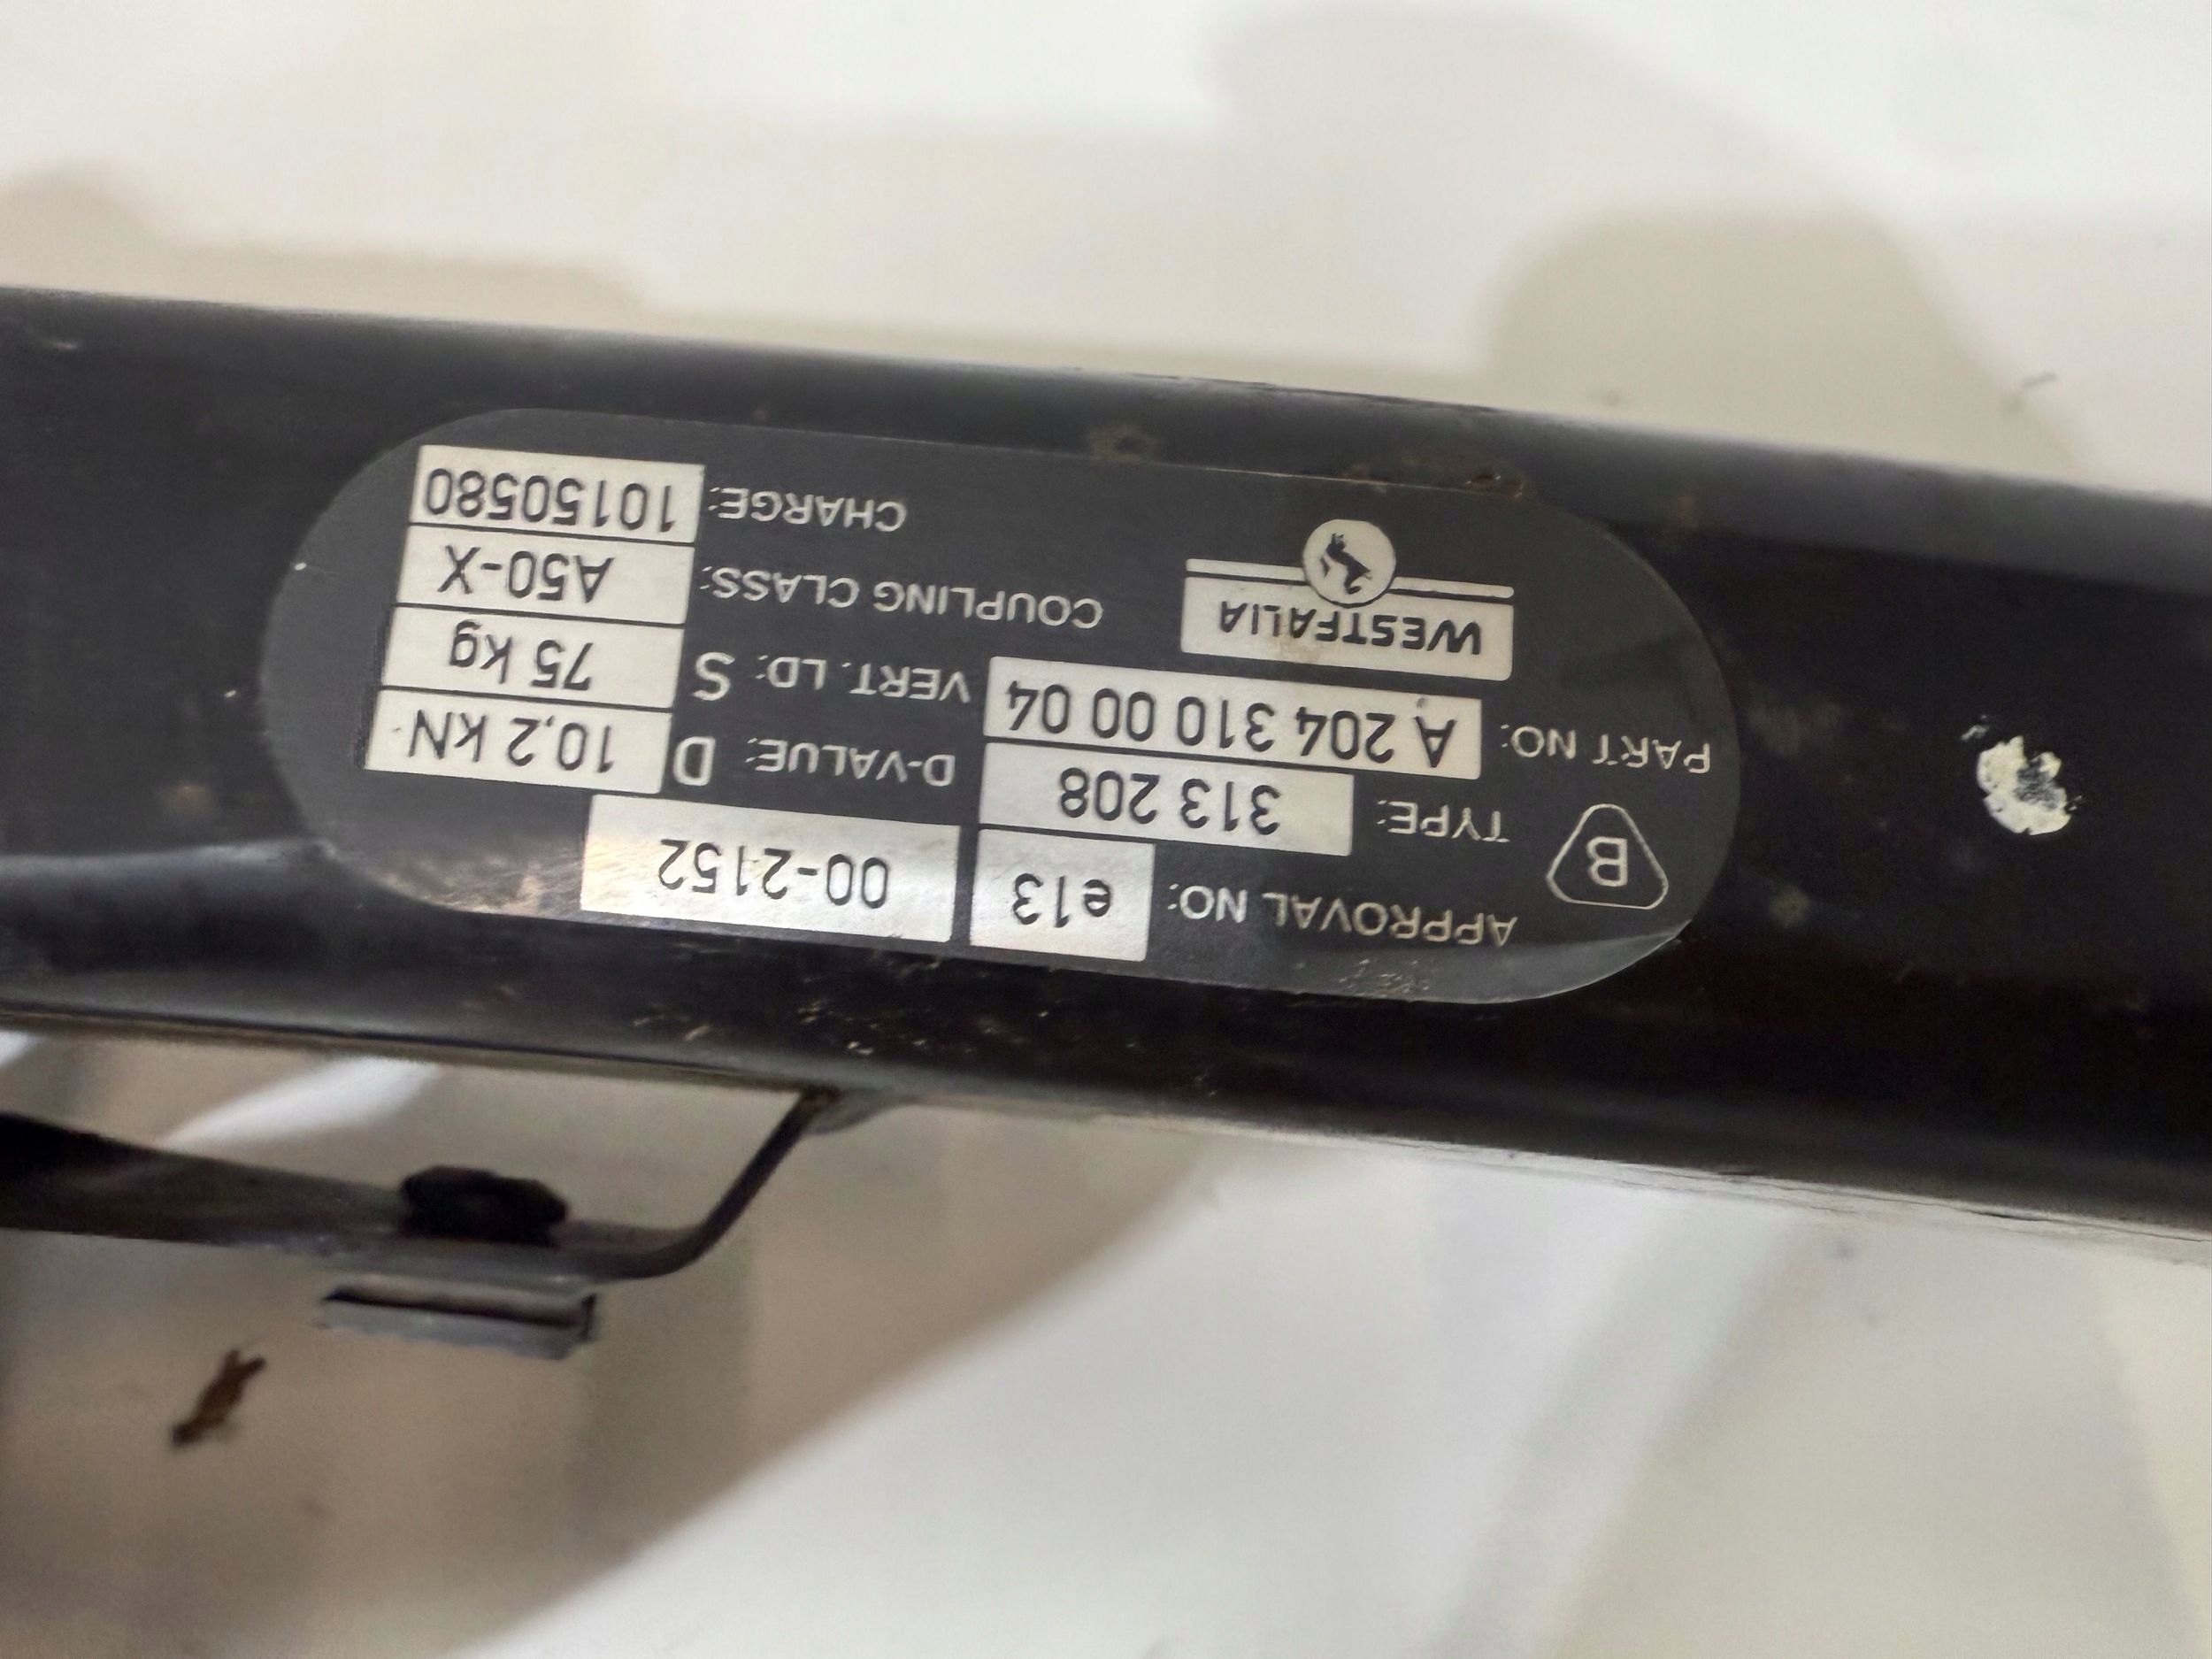 APPROVAL NO: e13 00-2152
B TYPE: 313 208 D-VALUE: D 10,2 kN
PART NO: A 204 310 00 04 VERT. LD: S 75 kg
WESTFALIA COUPLING CLASS: A50-X
CHARGE: 10150580